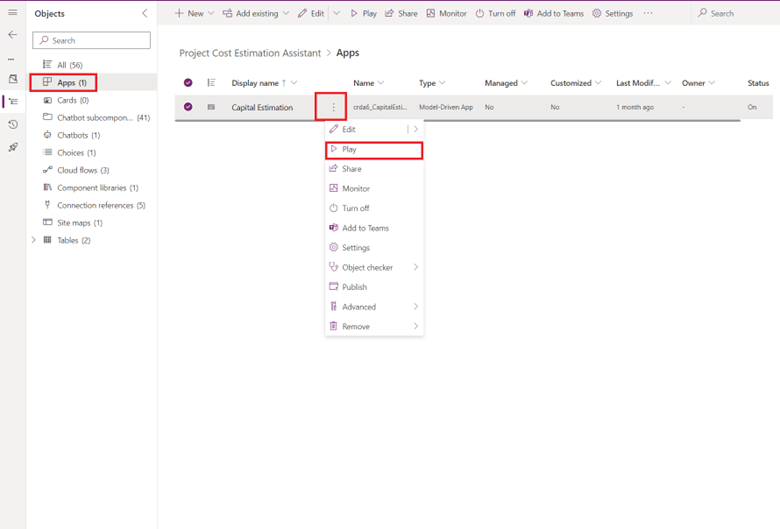 Objects
Search
All (56)
Apps (1)
Cards (0)
Chatbot subcompon... (41)
Chatbots (1)
Choices (1)
Cloud flows (3)
Component libraries (1)
Connection references (5)
Site maps (1)
Tables (2)
New Add existing Edit Play Share Monitor Turn off Add to Teams Settings ... Search
Project Cost Estimation Assistant > Apps
Display name ↑ Name Type Managed Customized Last Modif... Owner Status
Capital Estimation crda6_CapitalEsti... Model-Driven App No No 1 month ago - On
Edit
Play
Share
Monitor
Turn off
Add to Teams
Settings
Object checker
Publish
Advanced
Remove